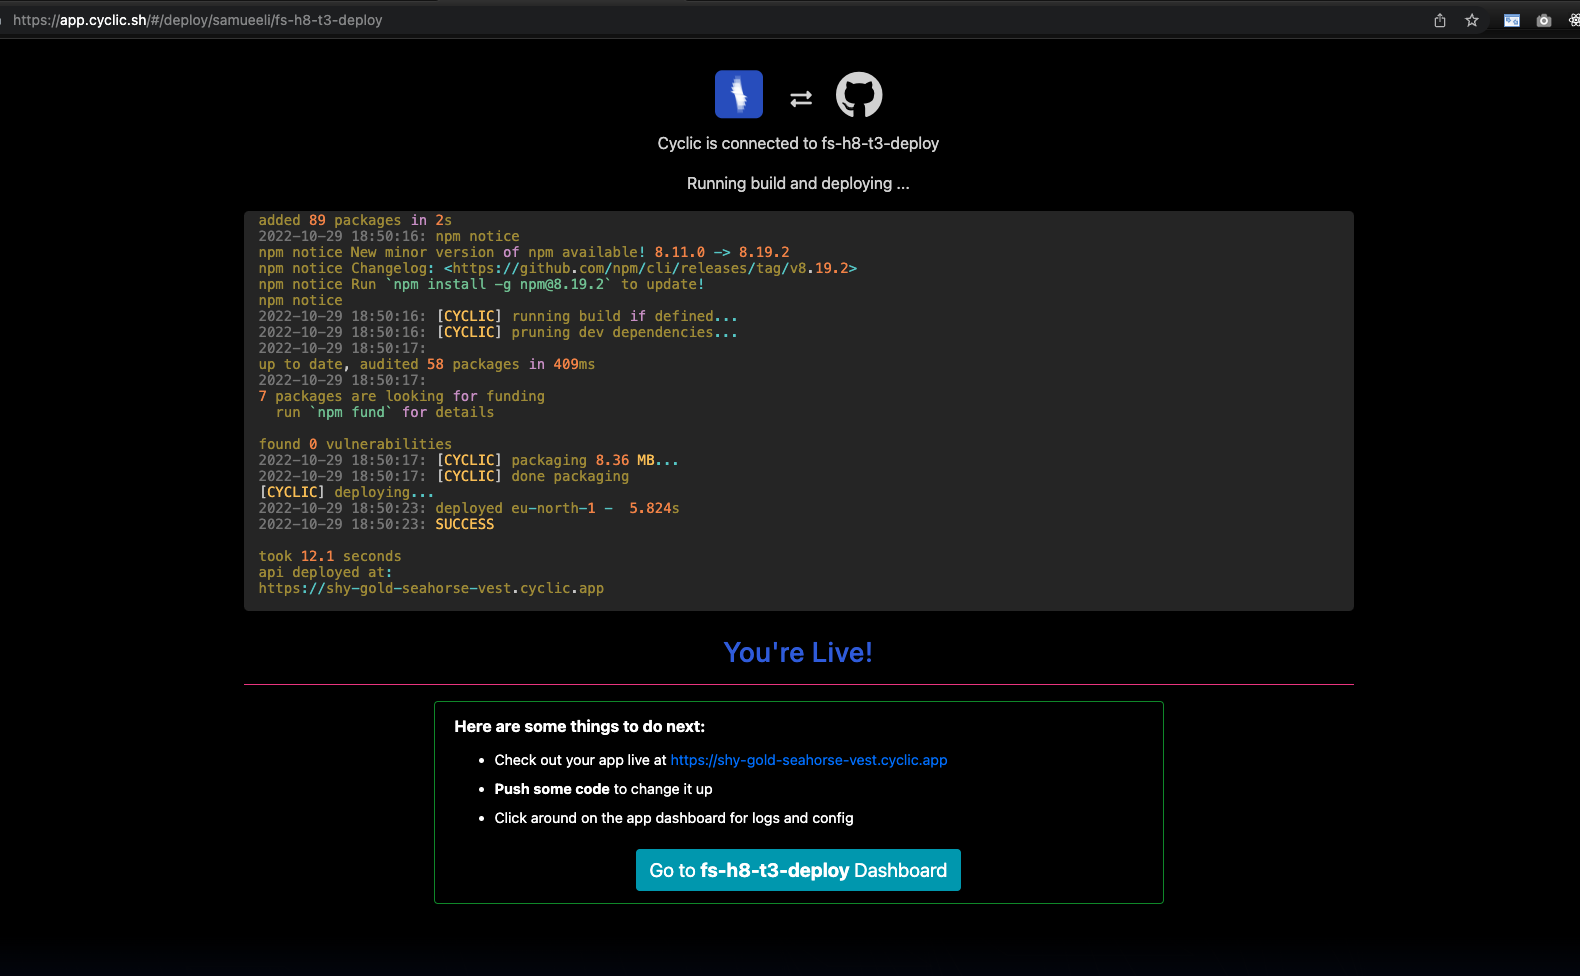 https://app.cyclic.sh/#/deploy/samueeli/fs-h8-t3-deploy
Cyclic is connected to fs-h8-t3-deploy
Running build and deploying ...
added 89 packages in 2s
2022-10-29 18:50:16: npm notice
npm notice New minor version of npm available! 8.11.0 -> 8.19.2
npm notice Changelog: <https://github.com/npm/cli/releases/tag/v8.19.2>
npm notice Run `npm install -g npm@8.19.2` to update!
npm notice
2022-10-29 18:50:16: [CYCLIC] running build if defined...
2022-10-29 18:50:16: [CYCLIC] pruning dev dependencies...
2022-10-29 18:50:17:
up to date, audited 58 packages in 409ms
2022-10-29 18:50:17:
7 packages are looking for funding
run `npm fund` for details
found 0 vulnerabilities
2022-10-29 18:50:17: [CYCLIC] packaging 8.36 MB...
2022-10-29 18:50:17: [CYCLIC] done packaging
[CYCLIC] deploying...
2022-10-29 18:50:23: deployed eu-north-1 -  5.824s
2022-10-29 18:50:23: SUCCESS
took 12.1 seconds
api deployed at:
https://shy-gold-seahorse-vest.cyclic.app
You're Live!
Here are some things to do next:
• Check out your app live at https://shy-gold-seahorse-vest.cyclic.app
• Push some code to change it up
• Click around on the app dashboard for logs and config
Go to fs-h8-t3-deploy Dashboard